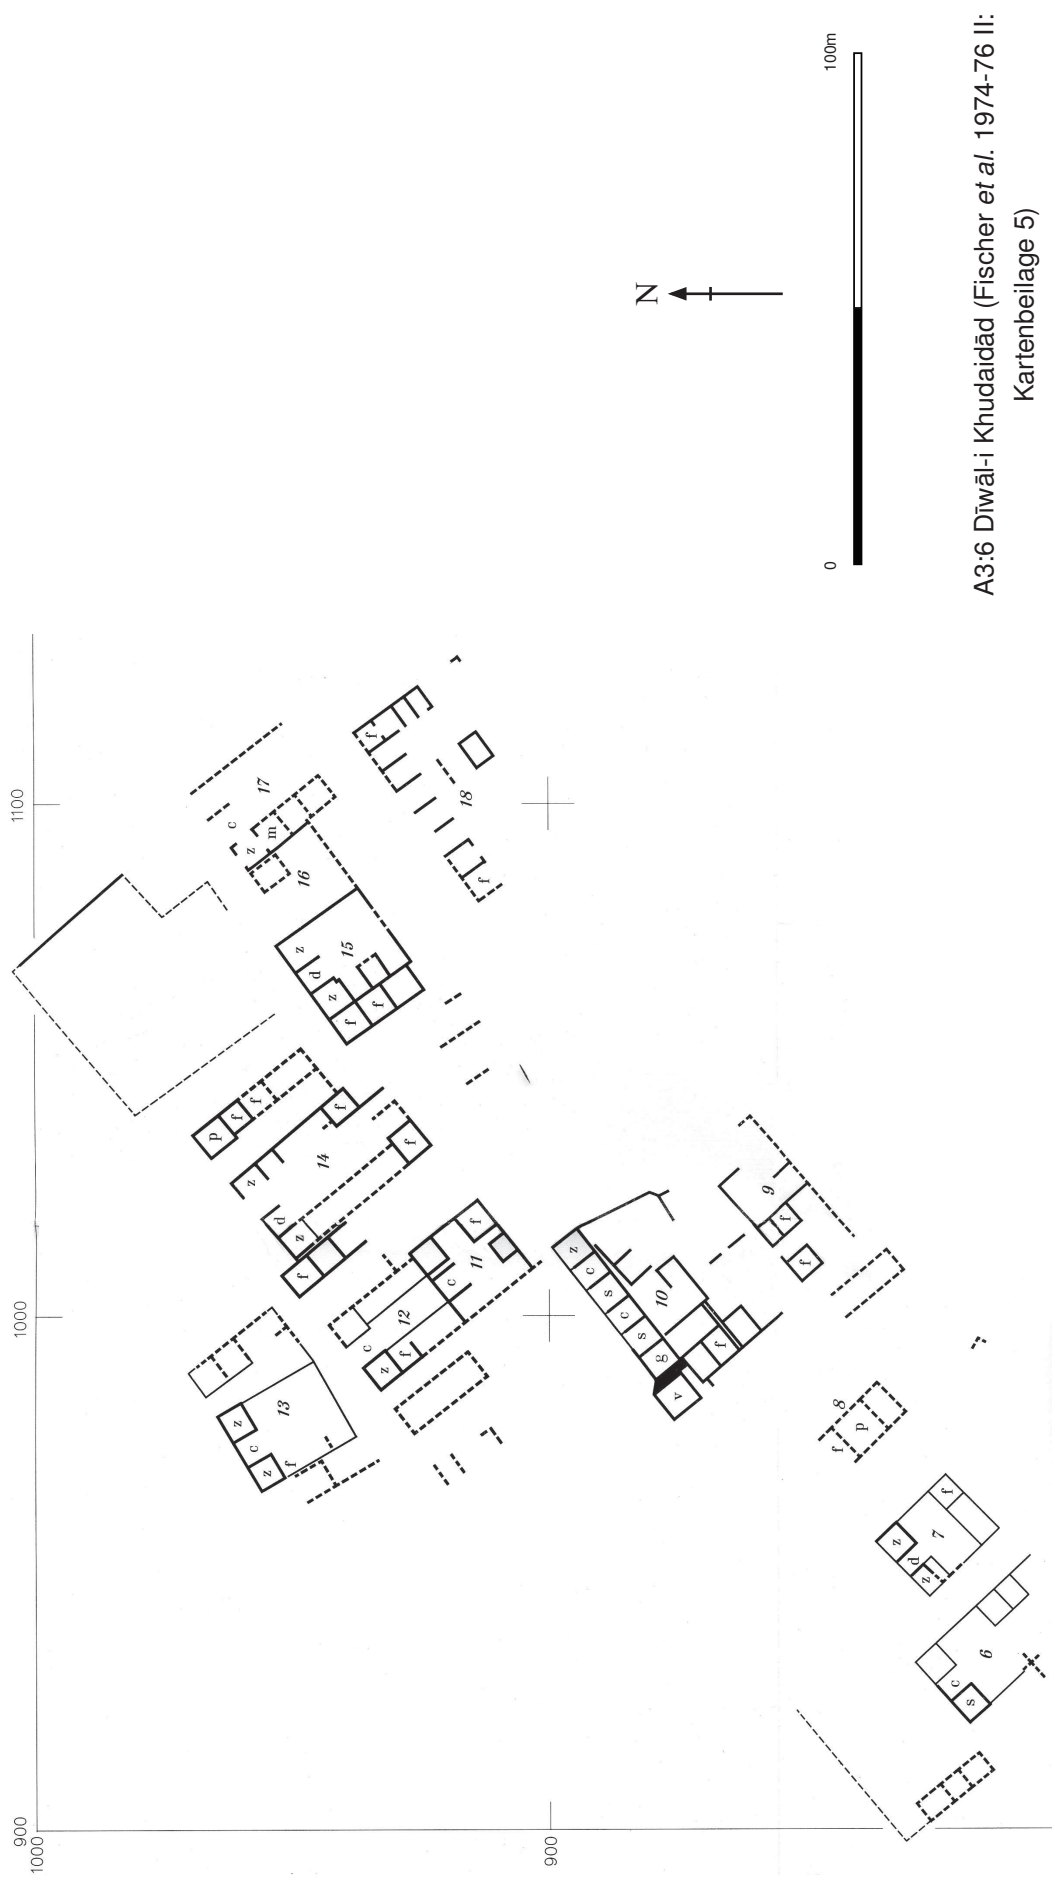 900
1000
1100
1000
900
z
c
z
f
13
p
f
f
z
14
d
z
f
f
f
c
z
f
12
c
11
f
z
d
z
f
f
15
16
c
z
m
17
f
18
f
z
c
s
c
s
g
v
10
f
9
f
f
8
f
p
z
d
z
7
f
c
s
6
N
0
100m
A3:6 Dīwāl-i Khudaidād (Fischer et al. 1974-76 II:
Kartenbeilage 5)